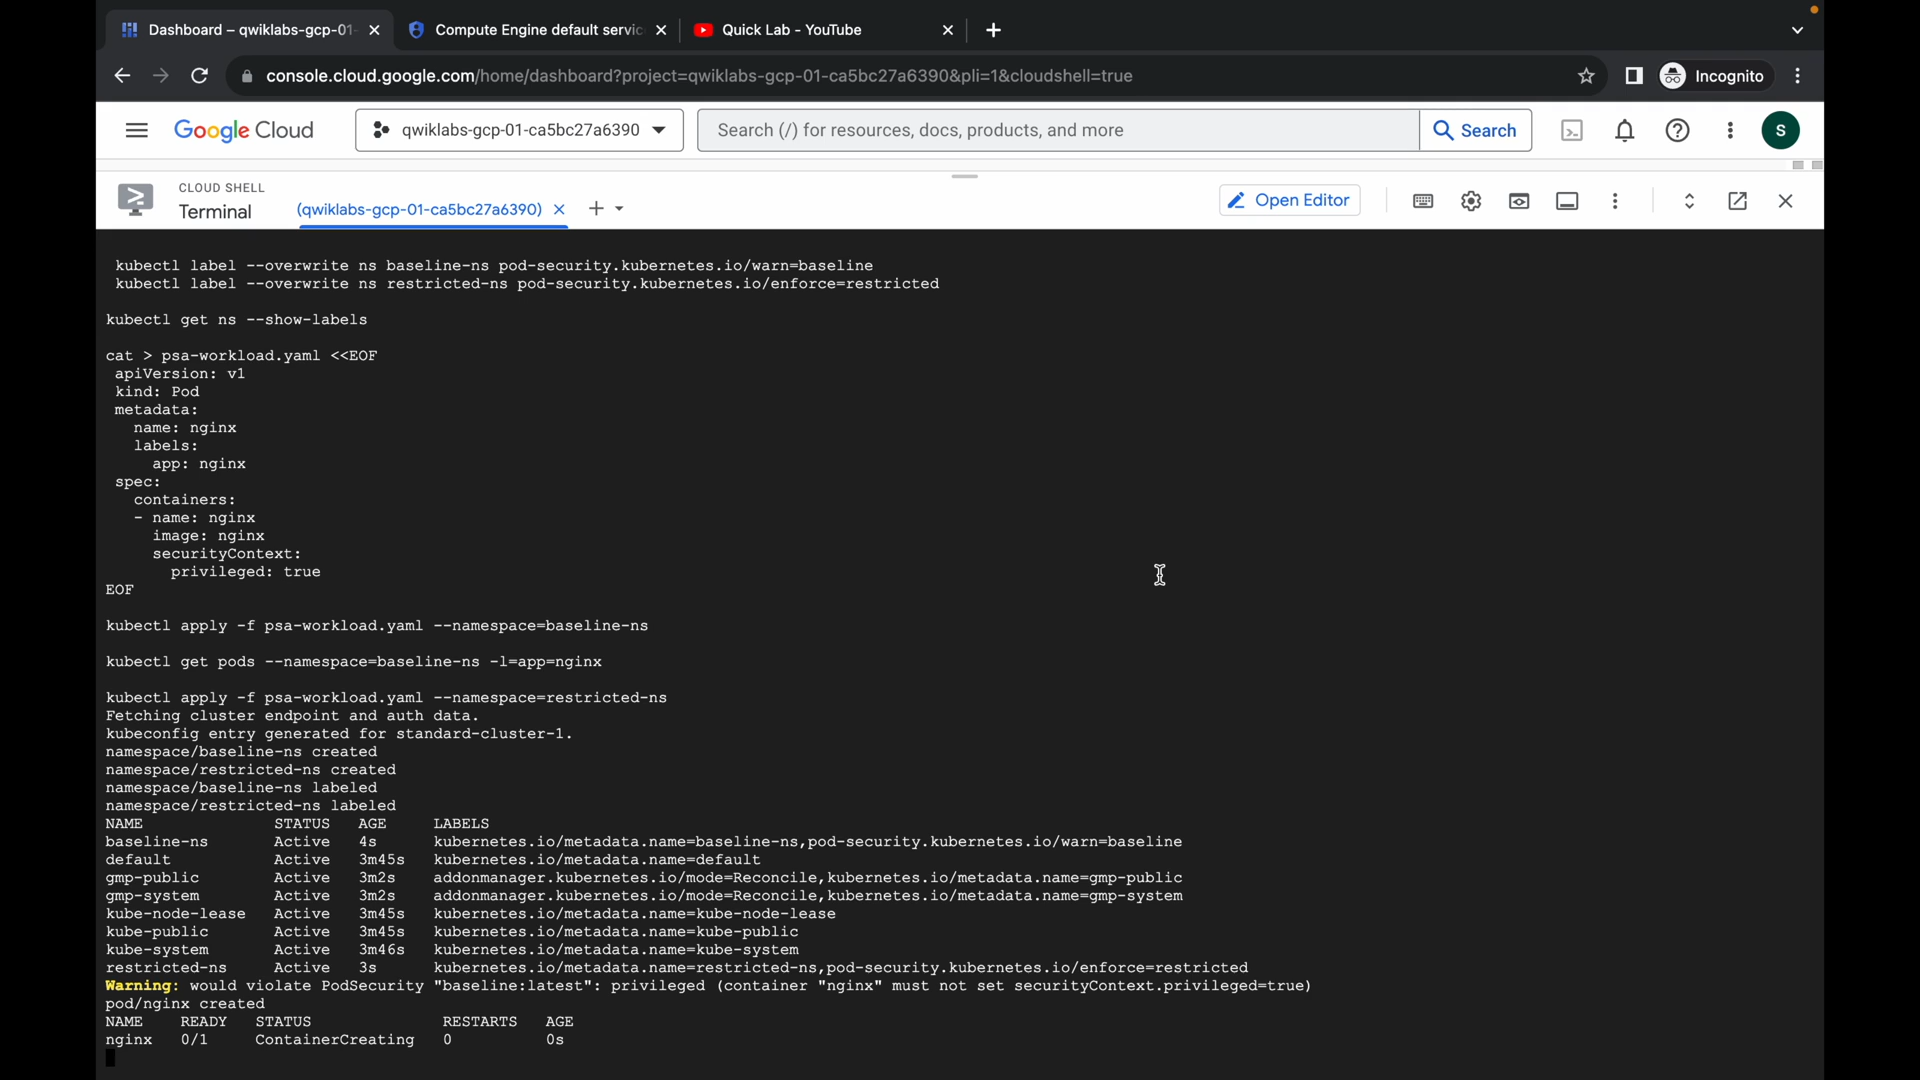 Dashboard – qwiklabs-gcp-01-
Compute Engine default servic
Quick Lab - YouTube
console.cloud.google.com/home/dashboard?project=qwiklabs-gcp-01-ca5bc27a6390&pli=1&cloudshell=true
Incognito
Google Cloud
qwiklabs-gcp-01-ca5bc27a6390
Search (/) for resources, docs, products, and more
Search
S
CLOUD SHELL
Terminal
(qwiklabs-gcp-01-ca5bc27a6390)
Open Editor
kubectl label --overwrite ns baseline-ns pod-security.kubernetes.io/warn=baseline
kubectl label --overwrite ns restricted-ns pod-security.kubernetes.io/enforce=restricted
kubectl get ns --show-labels
cat > psa-workload.yaml <<EOF
apiVersion: v1
kind: Pod
metadata:
name: nginx
labels:
app: nginx
spec:
containers:
- name: nginx
image: nginx
securityContext:
privileged: true
EOF
kubectl apply -f psa-workload.yaml --namespace=baseline-ns
kubectl get pods --namespace=baseline-ns -l=app=nginx
kubectl apply -f psa-workload.yaml --namespace=restricted-ns
Fetching cluster endpoint and auth data.
kubeconfig entry generated for standard-cluster-1.
namespace/baseline-ns created
namespace/restricted-ns created
namespace/baseline-ns labeled
namespace/restricted-ns labeled
NAME STATUS AGE LABELS
baseline-ns Active 4s kubernetes.io/metadata.name=baseline-ns,pod-security.kubernetes.io/warn=baseline
default Active 3m45s kubernetes.io/metadata.name=default
gmp-public Active 3m2s addonmanager.kubernetes.io/mode=Reconcile,kubernetes.io/metadata.name=gmp-public
gmp-system Active 3m2s addonmanager.kubernetes.io/mode=Reconcile,kubernetes.io/metadata.name=gmp-system
kube-node-lease Active 3m45s kubernetes.io/metadata.name=kube-node-lease
kube-public Active 3m45s kubernetes.io/metadata.name=kube-public
kube-system Active 3m46s kubernetes.io/metadata.name=kube-system
restricted-ns Active 3s kubernetes.io/metadata.name=restricted-ns,pod-security.kubernetes.io/enforce=restricted
Warning: would violate PodSecurity "baseline:latest": privileged (container "nginx" must not set securityContext.privileged=true)
pod/nginx created
NAME READY STATUS RESTARTS AGE
nginx 0/1 ContainerCreating 0 0s